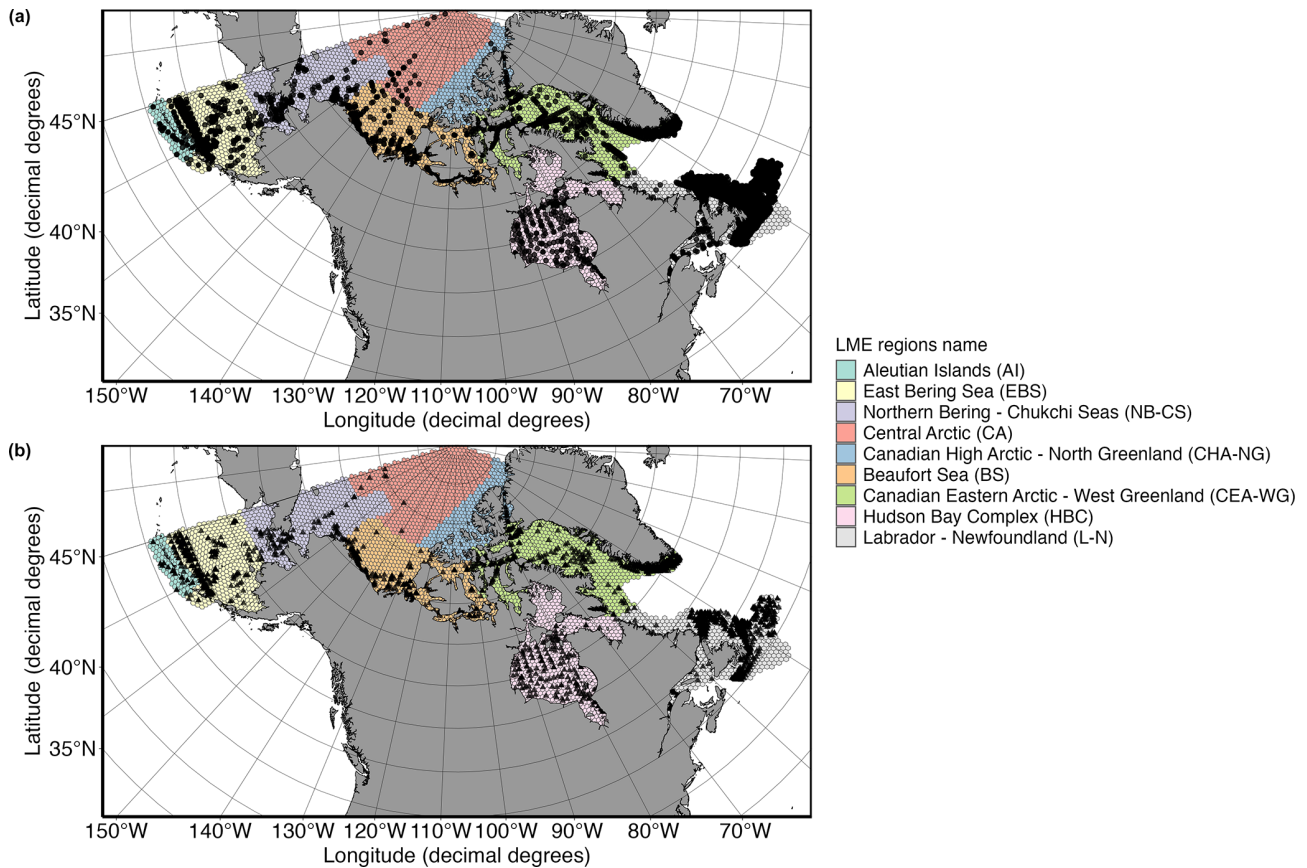 (a)
45°N
40°N
35°N
Latitude (decimal degrees)
150°W 140°W 130°W 120°W 110°W 100°W 90°W 80°W 70°W
Longitude (decimal degrees)
(b)
45°N
40°N
35°N
Latitude (decimal degrees)
150°W 140°W 130°W 120°W 110°W 100°W 90°W 80°W 70°W
Longitude (decimal degrees)
LME regions name
Aleutian Islands (AI)
East Bering Sea (EBS)
Northern Bering - Chukchi Seas (NB-CS)
Central Arctic (CA)
Canadian High Arctic - North Greenland (CHA-NG)
Beaufort Sea (BS)
Canadian Eastern Arctic - West Greenland (CEA-WG)
Hudson Bay Complex (HBC)
Labrador - Newfoundland (L-N)